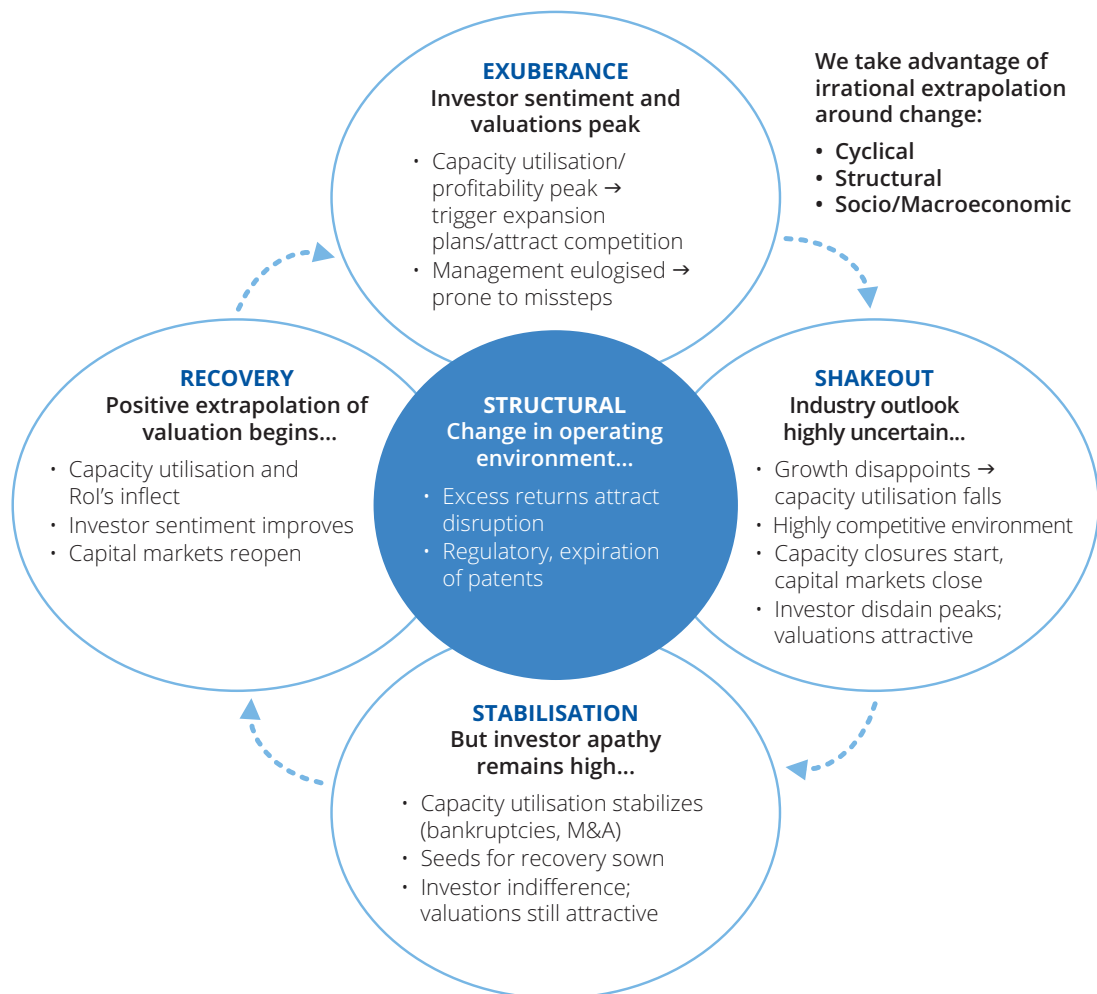 EXUBERANCE
Investor sentiment and
valuations peak
• Capacity utilisation/
profitability peak →
trigger expansion
plans/attract competition
• Management eulogised →
prone to missteps
We take advantage of
irrational extrapolation
around change:
• Cyclical
• Structural
• Socio/Macroeconomic
RECOVERY
Positive extrapolation of
valuation begins...
• Capacity utilisation and
RoI's inflect
• Investor sentiment improves
• Capital markets reopen
STRUCTURAL
Change in operating
environment...
• Excess returns attract
disruption
• Regulatory, expiration
of patents
SHAKEOUT
Industry outlook
highly uncertain...
• Growth disappoints →
capacity utilisation falls
• Highly competitive environment
• Capacity closures start,
capital markets close
• Investor disdain peaks;
valuations attractive
STABILISATION
But investor apathy
remains high...
• Capacity utilisation stabilizes
(bankruptcies, M&A)
• Seeds for recovery sown
• Investor indifference;
valuations still attractive